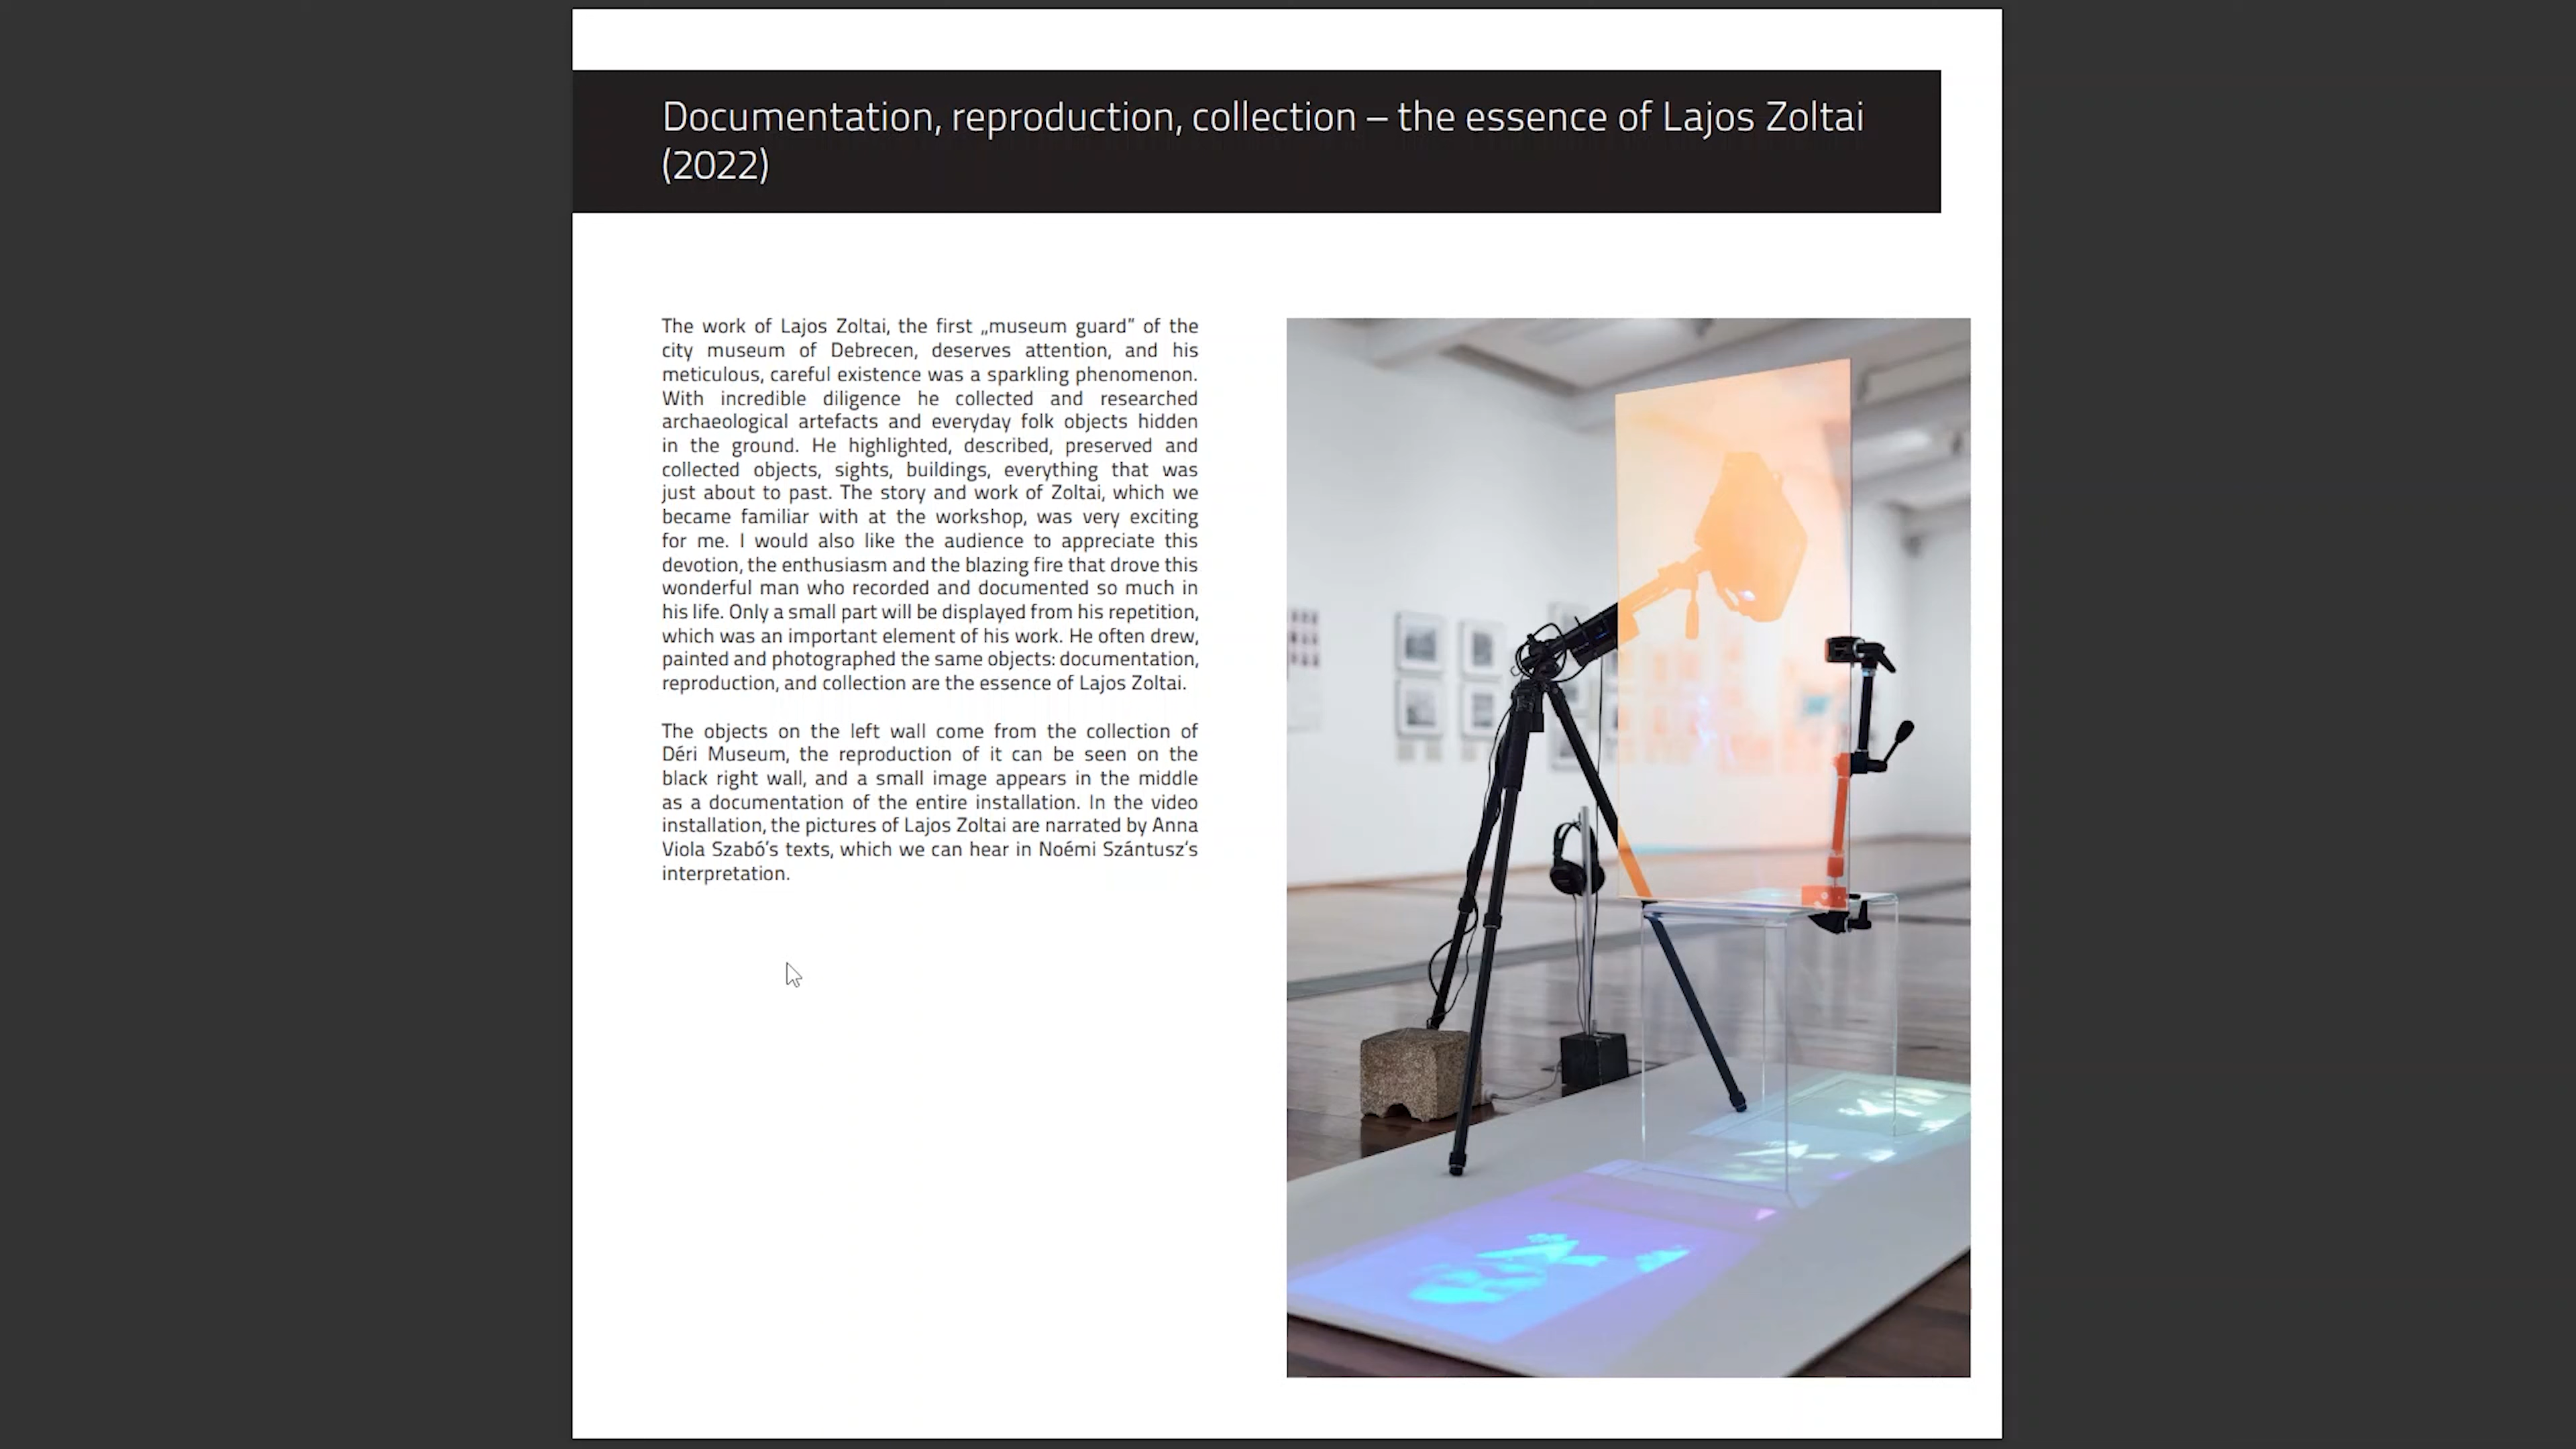 Documentation, reproduction, collection – the essence of Lajos Zoltai
(2022)
The work of Lajos Zoltai, the first „museum guard” of the
city museum of Debrecen, deserves attention, and his
meticulous, careful existence was a sparkling phenomenon.
With incredible diligence he collected and researched
archaeological artefacts and everyday folk objects hidden
in the ground. He highlighted, described, preserved and
collected objects, sights, buildings, everything that was
just about to past. The story and work of Zoltai, which we
became familiar with at the workshop, was very exciting
for me. I would also like the audience to appreciate this
devotion, the enthusiasm and the blazing fire that drove this
wonderful man who recorded and documented so much in
his life. Only a small part will be displayed from his repetition,
which was an important element of his work. He often drew,
painted and photographed the same objects: documentation,
reproduction, and collection are the essence of Lajos Zoltai.
The objects on the left wall come from the collection of
Déri Museum, the reproduction of it can be seen on the
black right wall, and a small image appears in the middle
as a documentation of the entire installation. In the video
installation, the pictures of Lajos Zoltai are narrated by Anna
Viola Szabó’s texts, which we can hear in Noémi Szántusz‘s
interpretation.